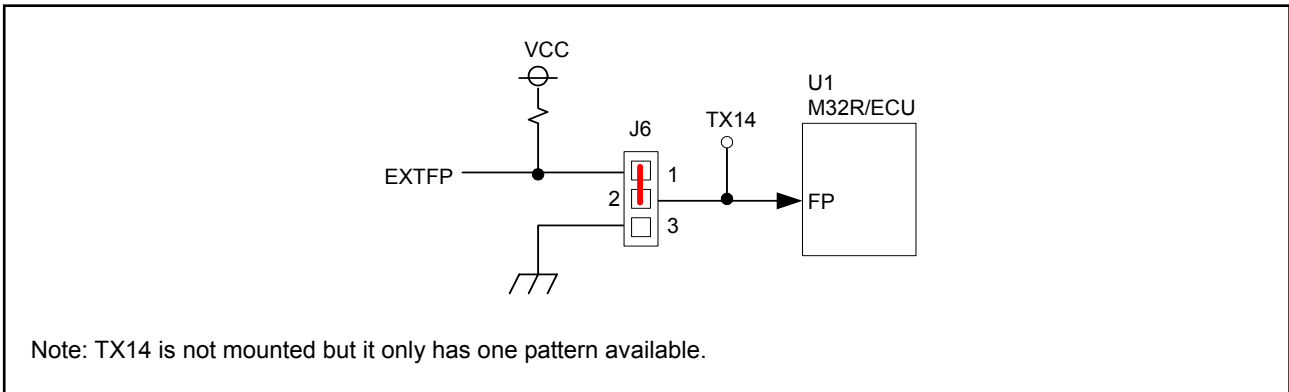 VCC
U1
M32R/ECU
J6
TX14
EXTFP
1
2
3
FP
Note: TX14 is not mounted but it only has one pattern available.